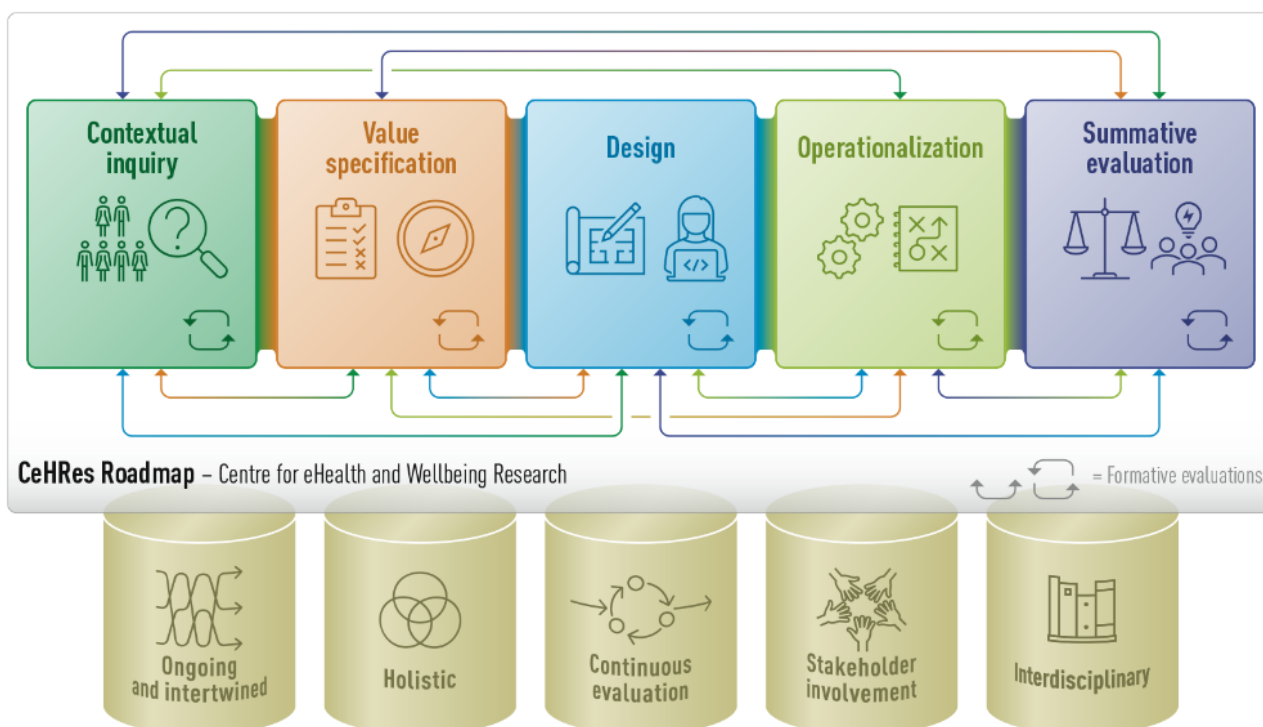 Contextual
inquiry
Value
specification
Design
Operationalization
Summative
evaluation
?
</>
CeHRes Roadmap – Centre for eHealth and Wellbeing Research
= Formative evaluations
Ongoing
and intertwined
Holistic
Continuous
evaluation
Stakeholder
involvement
Interdisciplinary